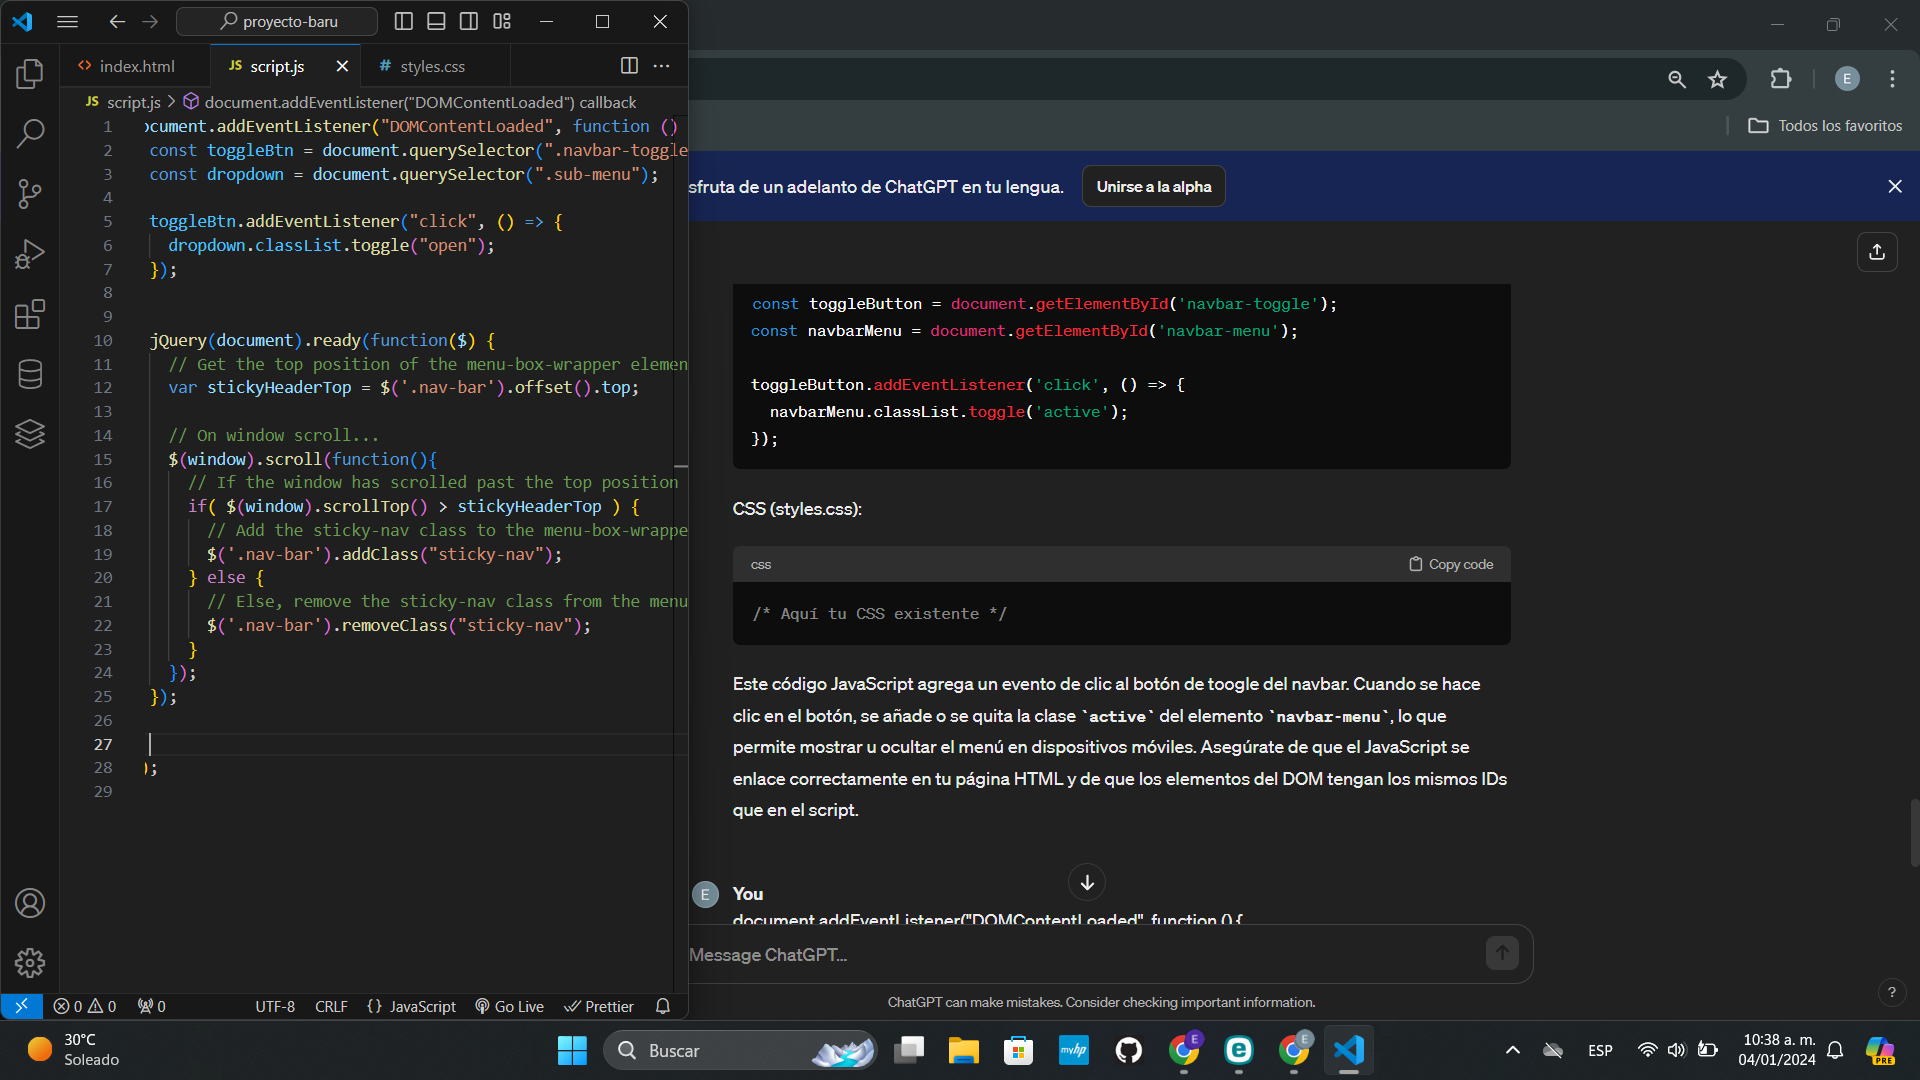 proyecto-baru
index.html
JS script.js
# styles.css
JS script.js > document.addEventListener("DOMContentLoaded") callback
1 ocument.addEventListener("DOMContentLoaded", function ()
2 const toggleBtn = document.querySelector(".navbar-toggle
3 const dropdown = document.querySelector(".sub-menu");
4
5 toggleBtn.addEventListener("click", () => {
6 dropdown.classList.toggle("open");
7 });
8
9
10 jQuery(document).ready(function($) {
11 // Get the top position of the menu-box-wrapper elemen
12 var stickyHeaderTop = $('.nav-bar').offset().top;
13
14 // On window scroll...
15 $(window).scroll(function(){
16 // If the window has scrolled past the top position
17 if( $(window).scrollTop() > stickyHeaderTop ) {
18 // Add the sticky-nav class to the menu-box-wrappe
19 $('.nav-bar').addClass("sticky-nav");
20 } else {
21 // Else, remove the sticky-nav class from the menu
22 $('.nav-bar').removeClass("sticky-nav");
23 }
24 });
25 });
26
27
28 );
29
0 0
0
UTF-8
CRLF
{} JavaScript
Go Live
Prettier
E
Todos los favoritos
sfruta de un adelanto de ChatGPT en tu lengua.
Unirse a la alpha
const toggleButton = document.getElementById('navbar-toggle');
const navbarMenu = document.getElementById('navbar-menu');
toggleButton.addEventListener('click', () => {
navbarMenu.classList.toggle('active');
});
CSS (styles.css):
css
Copy code
/* Aquí tu CSS existente */
Este código JavaScript agrega un evento de clic al botón de toogle del navbar. Cuando se hace
clic en el botón, se añade o se quita la clase `active` del elemento `navbar-menu`, lo que
permite mostrar u ocultar el menú en dispositivos móviles. Asegúrate de que el JavaScript se
enlace correctamente en tu página HTML y de que los elementos del DOM tengan los mismos IDs
que en el script.
E
You
document.addEventListener("DOMContentLoaded", function () {
Message ChatGPT...
ChatGPT can make mistakes. Consider checking important information.
?
30°C
Soleado
Buscar
myhp
E
E
ESP
10:38 a. m.
04/01/2024
PRE